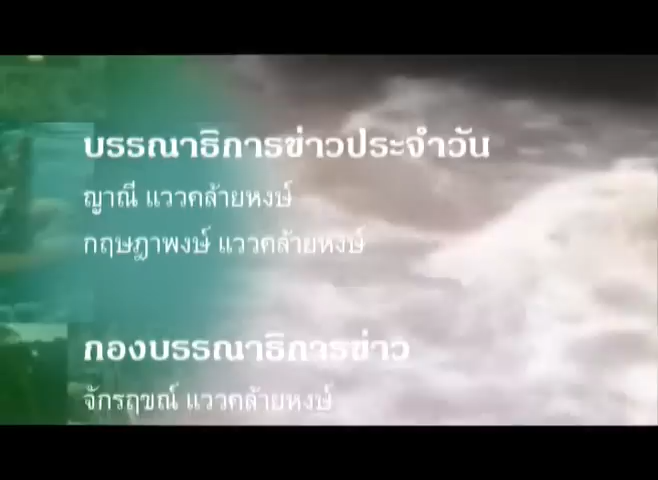 บรรณาธิการข่าวประจำวัน
ญาณี แววคล้ายหงษ์
กฤษฎาพงษ์ แววคล้ายหงษ์
กองบรรณาธิการข่าว
จักรฤขณ์ แววคล้ายหงษ์